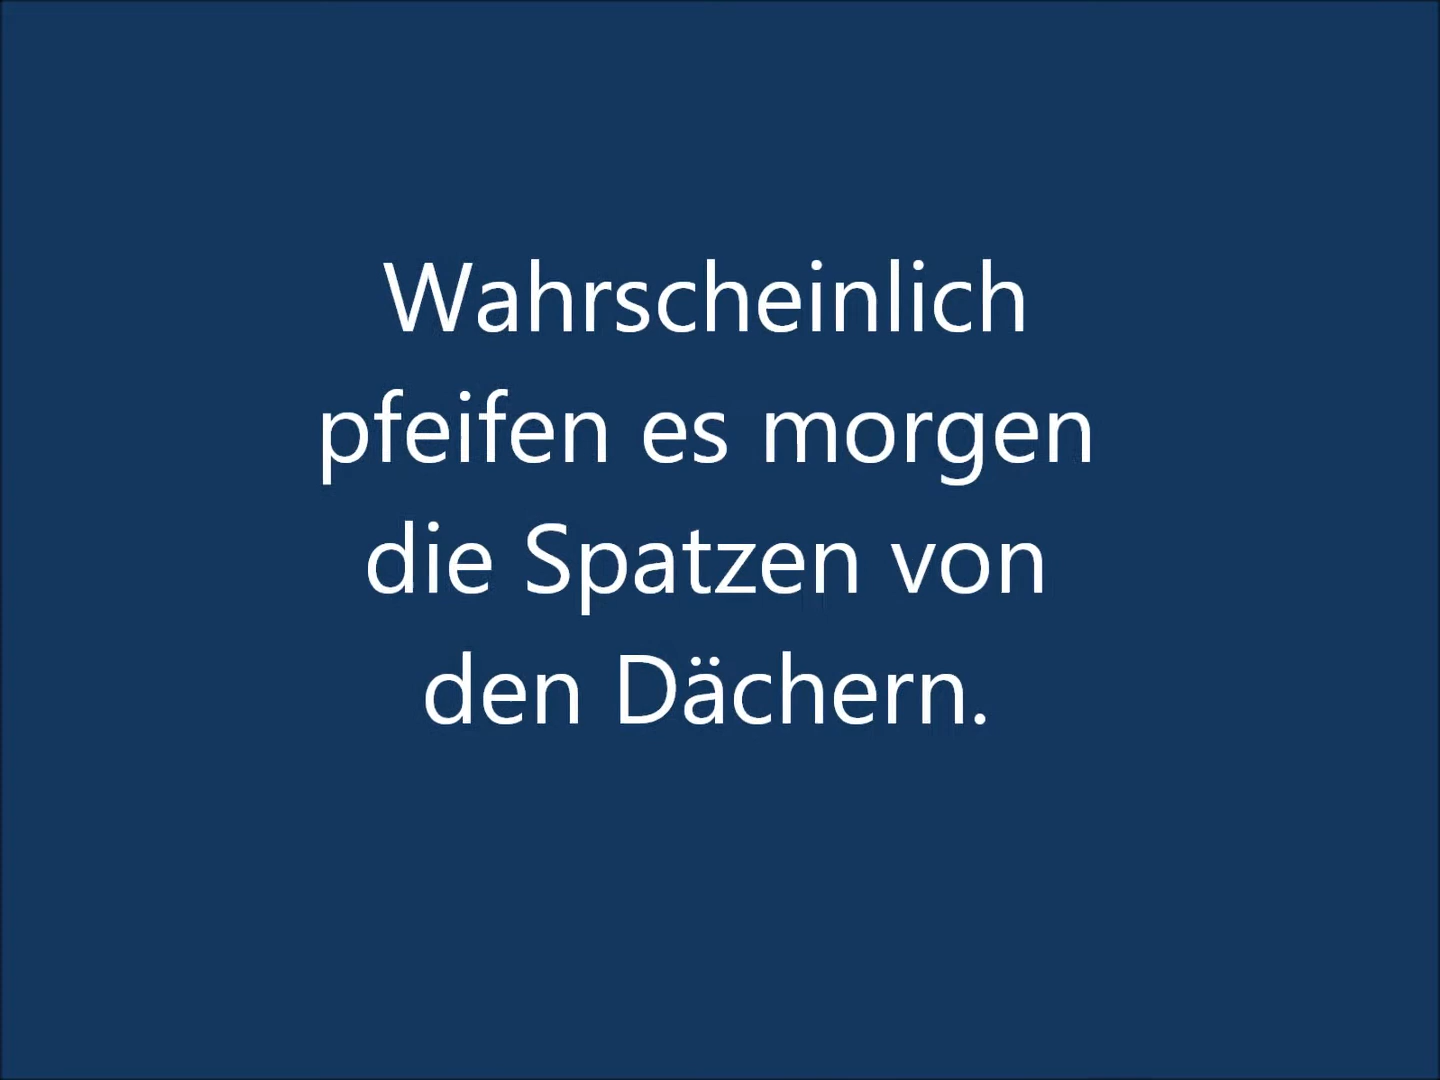 Wahrscheinlich
pfeifen es morgen
die Spatzen von
den Dächern.